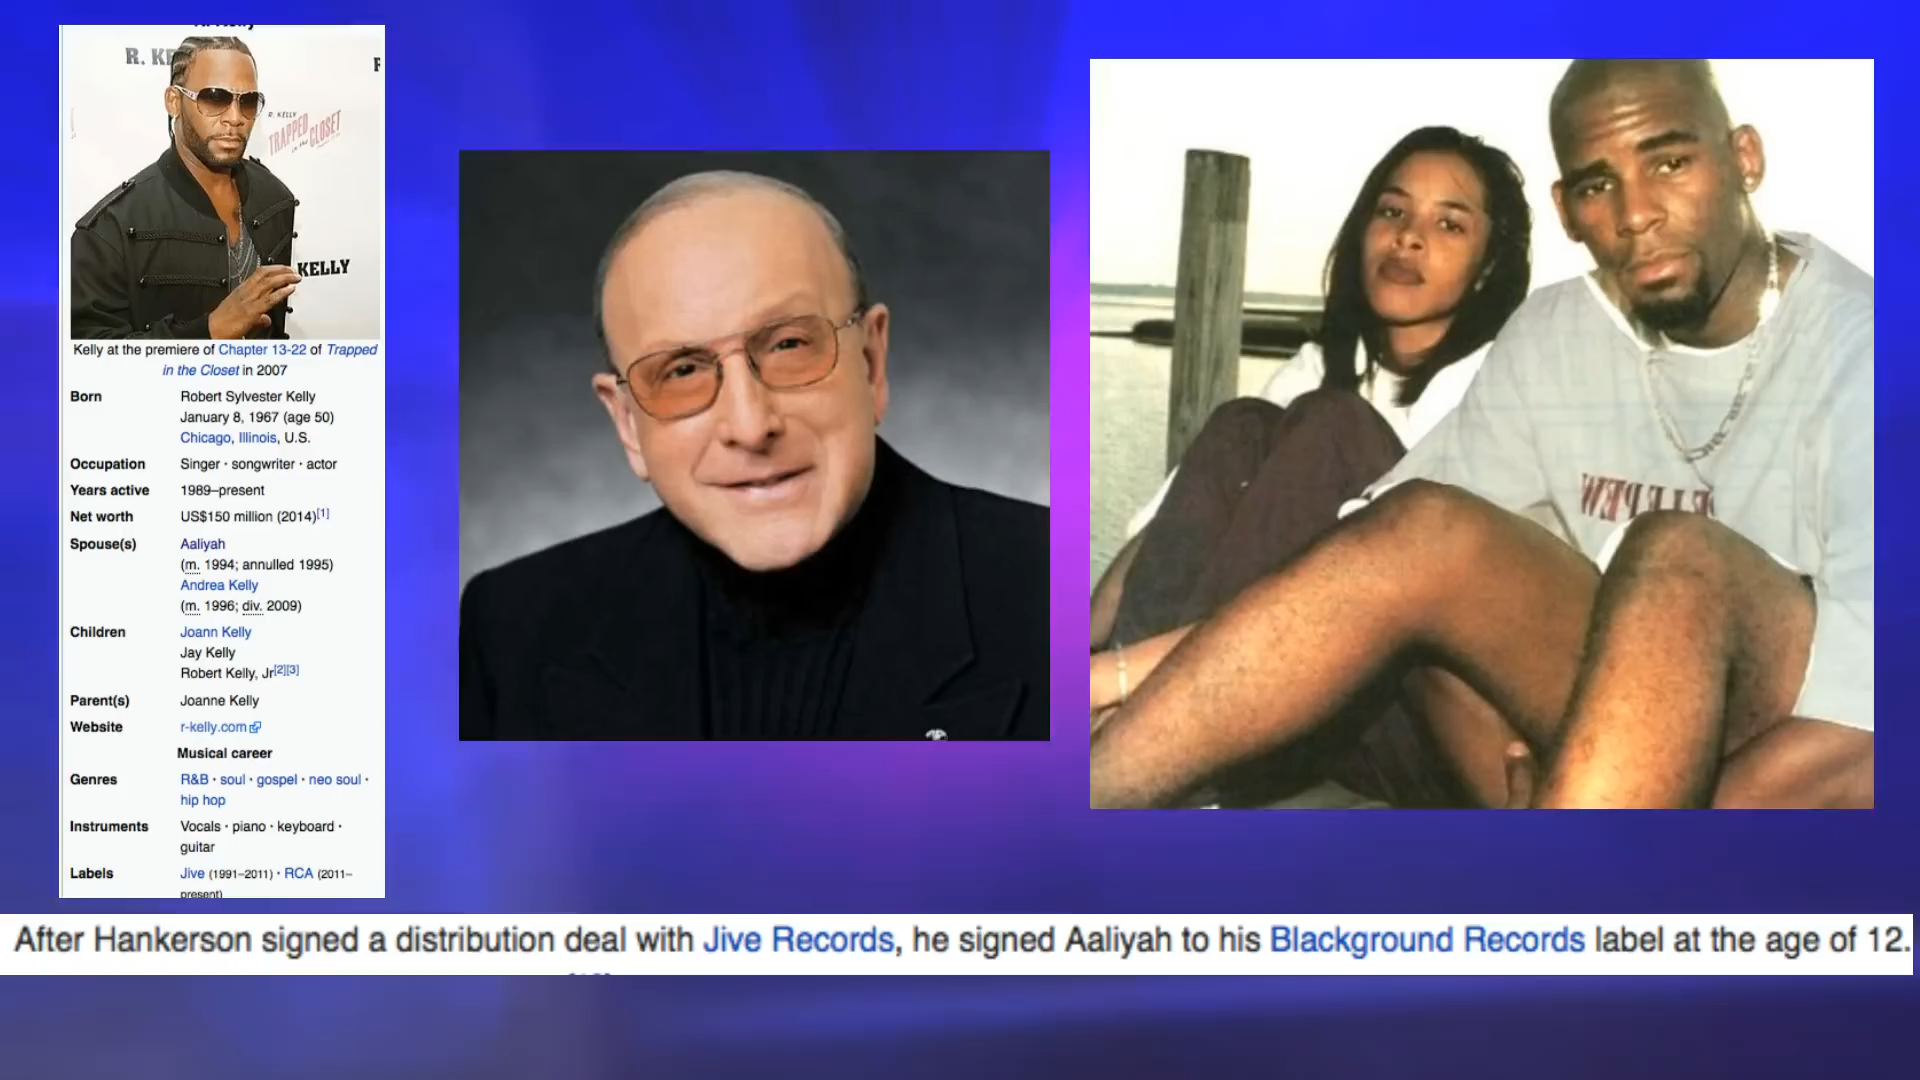 R. KE
R. KELLY
TRAPPED
in the CLOSET
KELLY
Kelly at the premiere of Chapter 13-22 of Trapped
in the Closet in 2007
Born Robert Sylvester Kelly
January 8, 1967 (age 50)
Chicago, Illinois, U.S.
Occupation Singer · songwriter · actor
Years active 1989–present
Net worth US$150 million (2014)[1]
Spouse(s) Aaliyah
(m. 1994; annulled 1995)
Andrea Kelly
(m. 1996; div. 2009)
Children Joann Kelly
Jay Kelly
Robert Kelly, Jr[2][3]
Parent(s) Joanne Kelly
Website r-kelly.com
Musical career
Genres R&B · soul · gospel · neo soul ·
hip hop
Instruments Vocals · piano · keyboard ·
guitar
Labels Jive (1991–2011) · RCA (2011–
present)
After Hankerson signed a distribution deal with Jive Records, he signed Aaliyah to his Blackground Records label at the age of 12.